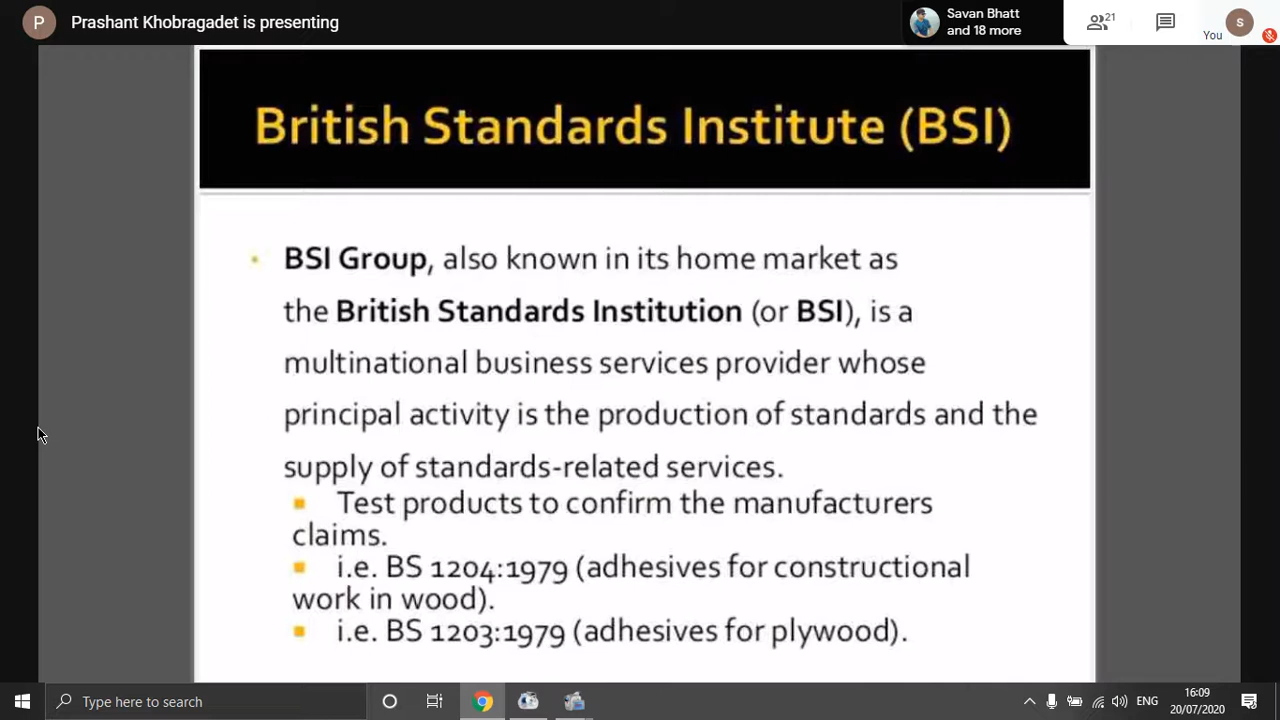 P Prashant Khobragadet is presenting
Savan Bhatt
and 18 more
21
S
You
British Standards Institute (BSI)
• BSI Group, also known in its home market as
the British Standards Institution (or BSI), is a
multinational business services provider whose
principal activity is the production of standards and the
supply of standards-related services.
Test products to confirm the manufacturers
claims.
i.e. BS 1204:1979 (adhesives for constructional
work in wood).
i.e. BS 1203:1979 (adhesives for plywood).
Type here to search
ENG
16:09
20/07/2020